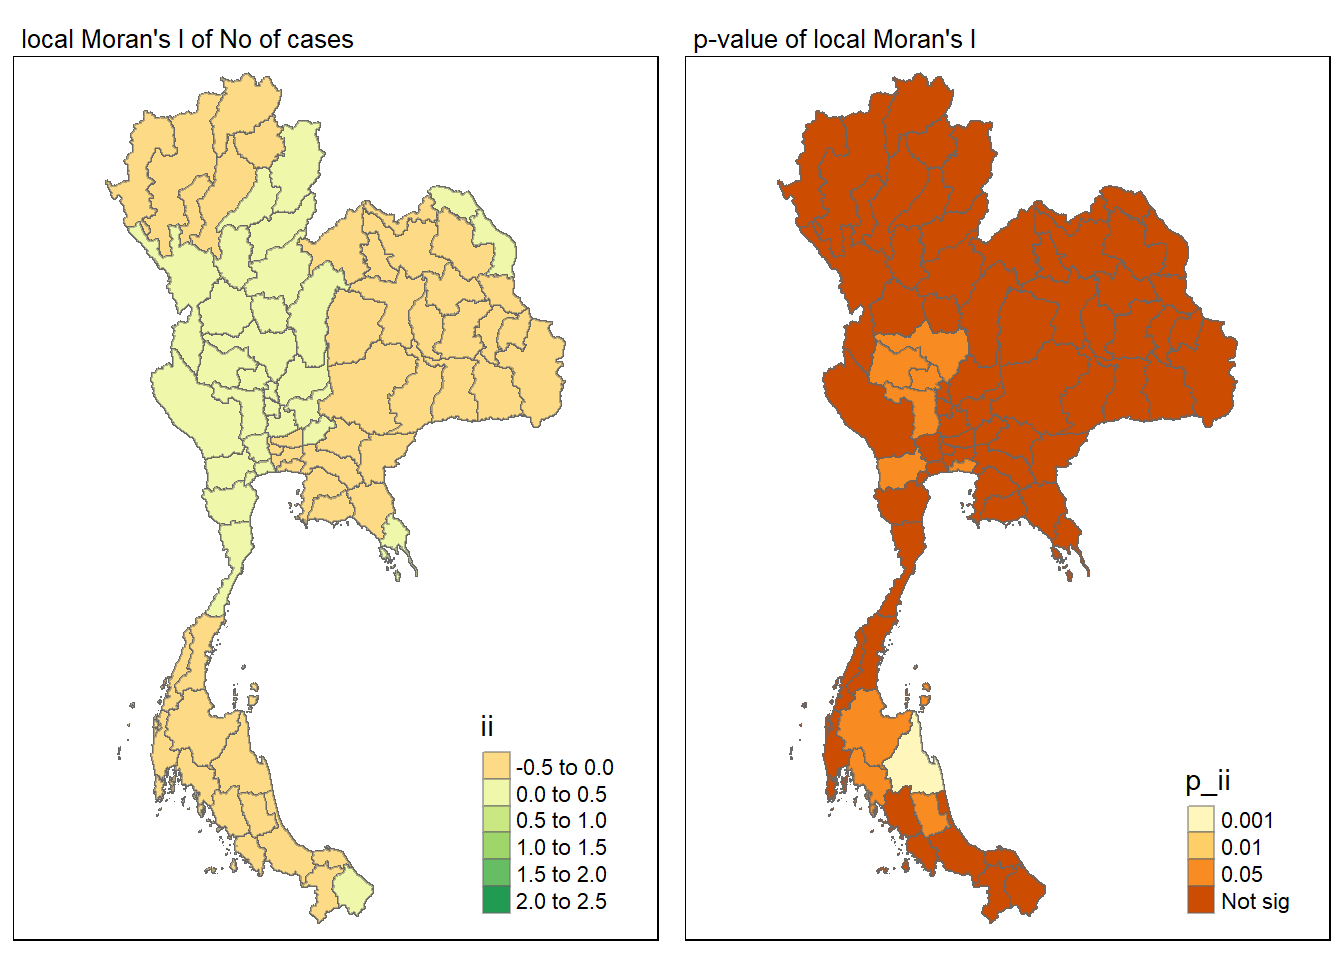 local Moran's I of No of cases
p-value of local Moran's I
ii
-0.5 to 0.0
0.0 to 0.5
0.5 to 1.0
1.0 to 1.5
1.5 to 2.0
2.0 to 2.5
p_ii
0.001
0.01
0.05
Not sig